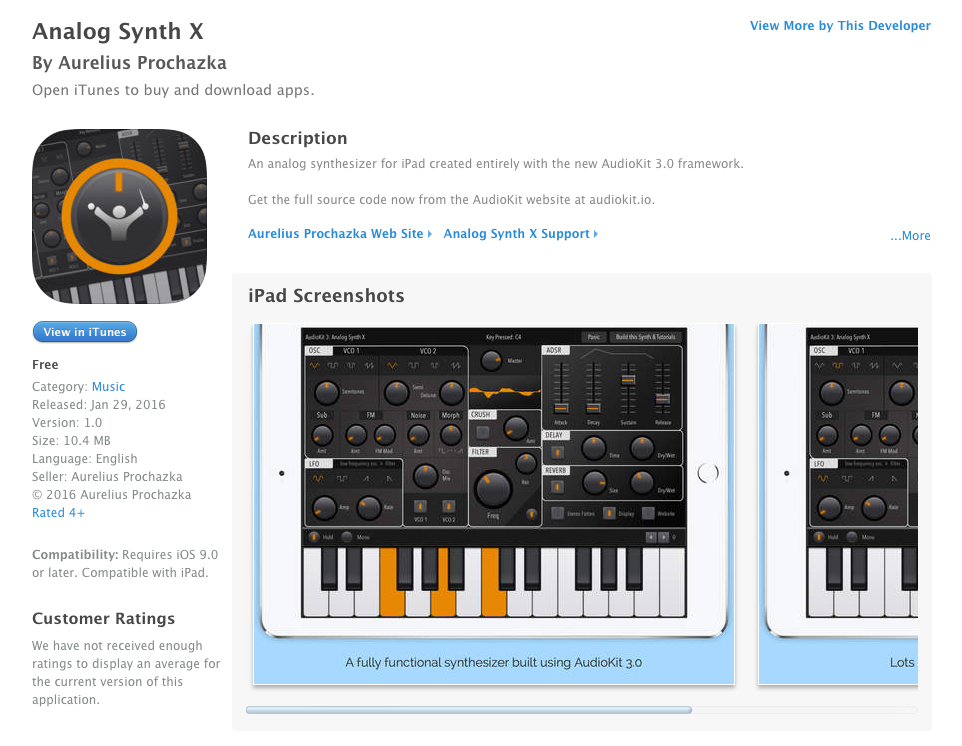 Analog Synth X
View More by This Developer
By Aurelius Prochazka
Open iTunes to buy and download apps.
Description
An analog synthesizer for iPad created entirely with the new AudioKit 3.0 framework.
Get the full source code now from the AudioKit website at audiokit.io.
Aurelius Prochazka Web Site
Analog Synth X Support
...More
View in iTunes
Free
Category: Music
Released: Jan 29, 2016
Version: 1.0
Size: 10.4 MB
Language: English
Seller: Aurelius Prochazka
© 2016 Aurelius Prochazka
Rated 4+
Compatibility: Requires iOS 9.0
or later. Compatible with iPad.
Customer Ratings
We have not received enough
ratings to display an average for
the current version of this
application.
iPad Screenshots
AudioKit 3: Analog Synth X
Key Pressed: C4
Panic
Build this Synth & Tutorials
OSC
VCO 1
VCO 2
Semitones
Semi
Detune
Master
ADSR
Attack
Decay
Sustain
Release
Sub
FM
Noise
Morph
Amt
Amt
FM Mod
Amt
CRUSH
Amt
DELAY
Time
Dry/Wet
LFO
low frequency osc. > filter
Osc
Mix
FILTER
Res
Freq
REVERB
Size
Dry/Wet
Amp
Rate
VCO 1
VCO 2
Stereo Fatten
Display
Website
Hold
Mono
0
A fully functional synthesizer built using AudioKit 3.0
AudioKit 3: Analog Synth X
OSC
VCO 1
Semitones
Sub
FM
Amt
Amt
FM Mod
LFO
low frequency osc. > filter
Amp
Rate
Hold
Mono
Lots